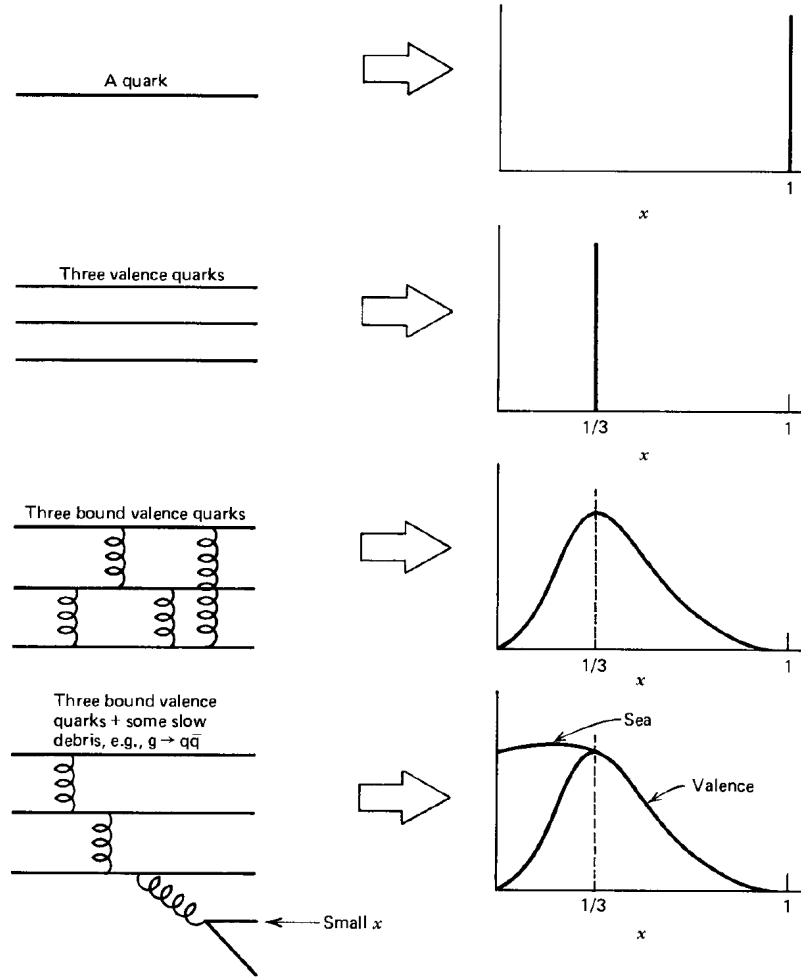 A quark
1
x
Three valence quarks
1/3
1
x
Three bound valence quarks
1/3
1
x
Three bound valence
quarks + some slow
debris, e.g., g → qq̄
Sea
Valence
Small x
1/3
1
x